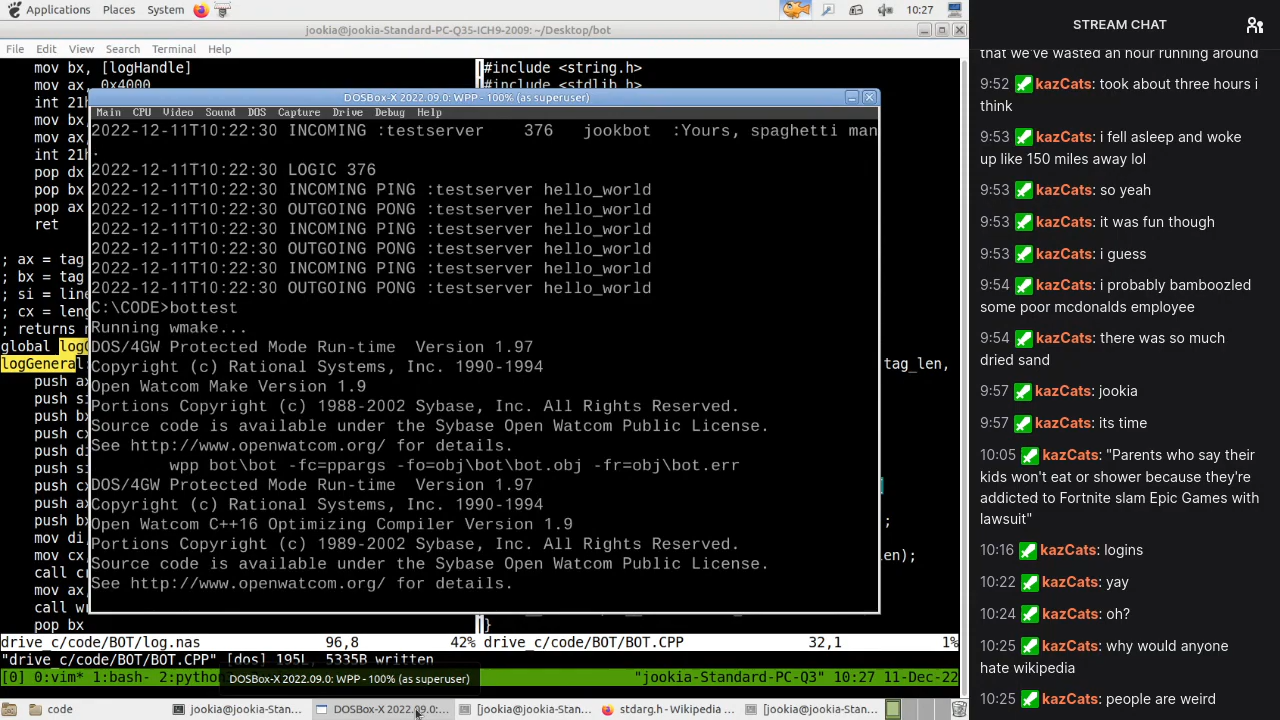 Applications Places System
10:27
jookia@jookia-Standard-PC-Q35-ICH9-2009: ~/Desktop/bot
File Edit View Search Terminal Help
mov bx, [logHandle]
#include <string.h>
mov ax, 0x4000
#include <stdlib.h>
int 21h
DOSBox-X 2022.09.0: WPP - 100% (as superuser)
Main CPU Video Sound DOS Capture Drive Debug Help
2022-12-11T10:22:30 INCOMING :testserver 376 jookbot :Yours, spaghetti man
.
2022-12-11T10:22:30 LOGIC 376
2022-12-11T10:22:30 INCOMING PING :testserver hello_world
2022-12-11T10:22:30 OUTGOING PONG :testserver hello_world
2022-12-11T10:22:30 INCOMING PING :testserver hello_world
2022-12-11T10:22:30 OUTGOING PONG :testserver hello_world
2022-12-11T10:22:30 INCOMING PING :testserver hello_world
2022-12-11T10:22:30 OUTGOING PONG :testserver hello_world
C:\CODE>bottest
Running wmake...
DOS/4GW Protected Mode Run-time Version 1.97
Copyright (c) Rational Systems, Inc. 1990-1994
Open Watcom Make Version 1.9
Portions Copyright (c) 1988-2002 Sybase, Inc. All Rights Reserved.
Source code is available under the Sybase Open Watcom Public License.
See http://www.openwatcom.org/ for details.
wpp bot\bot -fc=ppargs -fo=obj\bot\bot.obj -fr=obj\bot.err
DOS/4GW Protected Mode Run-time Version 1.97
Copyright (c) Rational Systems, Inc. 1990-1994
Open Watcom C++16 Optimizing Compiler Version 1.9
Portions Copyright (c) 1989-2002 Sybase, Inc. All Rights Reserved.
Source code is available under the Sybase Open Watcom Public License.
See http://www.openwatcom.org/ for details.
mov
int 21h
pop dx
pop bx
pop ax
ret
; ax = tag
; bx = tag
; si = line
; cx = leng
; returns
global
logGeneral
tag_len,
push
push si
push bx
push
push di
push si
push
push ax
push bx
;
mov di,
mov cx
en);
call
mov ax,
call
pop bx
}
drive_c/code/BOT/log.nas 96,8 42%
drive_c/code/BOT/BOT.CPP 32,1 1%
"drive_c/code/BOT/BOT.CPP" [dos] 195L, 5335B written
[0] 0:vim* 1:bash- 2:python
"jookia-Standard-PC-Q3" 10:27 11-Dec-22
DOSBox-X 2022.09.0: WPP - 100% (as superuser)
code
jookia@jookia-Stan...
DOSBox-X 2022.09.0:...
[jookia@jookia-Stan...
stdarg.h - Wikipedia ...
[jookia@jookia-Stan...
STREAM CHAT
that we've wasted an hour running around
9:52 kazCats: took about three hours i
think
9:53 kazCats: i fell asleep and woke
up like 150 miles away lol
9:53 kazCats: so yeah
9:53 kazCats: it was fun though
9:53 kazCats: i guess
9:54 kazCats: i probably bamboozled
some poor mcdonalds employee
9:54 kazCats: there was so much
dried sand
9:57 kazCats: jookia
9:57 kazCats: its time
10:05 kazCats: "Parents who say their
kids won't eat or shower because they're
addicted to Fortnite slam Epic Games with
lawsuit"
10:16 kazCats: logins
10:22 kazCats: yay
10:24 kazCats: oh?
10:25 kazCats: why would anyone
hate wikipedia
10:25 kazCats: people are weird